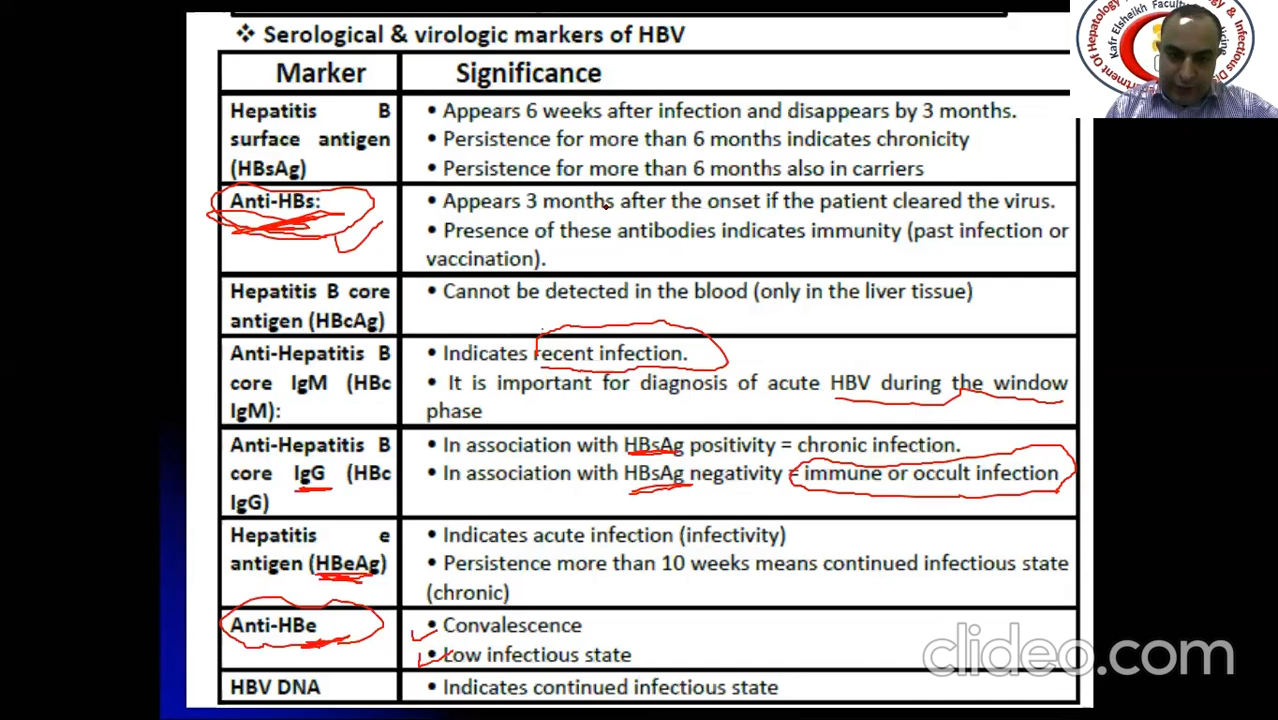 ❖ Serological & virologic markers of HBV
Marker Significance
Hepatitis B surface antigen (HBsAg)
• Appears 6 weeks after infection and disappears by 3 months.
• Persistence for more than 6 months indicates chronicity
• Persistence for more than 6 months also in carriers
Anti-HBs:
• Appears 3 months after the onset if the patient cleared the virus.
• Presence of these antibodies indicates immunity (past infection or
vaccination).
Hepatitis B core
antigen (HBcAg)
• Cannot be detected in the blood (only in the liver tissue)
Anti-Hepatitis B
core IgM (HBc
IgM):
• Indicates recent infection.
• It is important for diagnosis of acute HBV during the window
phase
Anti-Hepatitis B
core IgG (HBc
IgG)
• In association with HBsAg positivity = chronic infection.
• In association with HBsAg negativity = immune or occult infection
Hepatitis e
antigen (HBeAg)
• Indicates acute infection (infectivity)
• Persistence more than 10 weeks means continued infectious state
(chronic)
Anti-HBe
• Convalescence
• Low infectious state
HBV DNA
• Indicates continued infectious state
Department Of Hepatology
& Infectious
Kafr Elsheikh Faculty
clideo.com